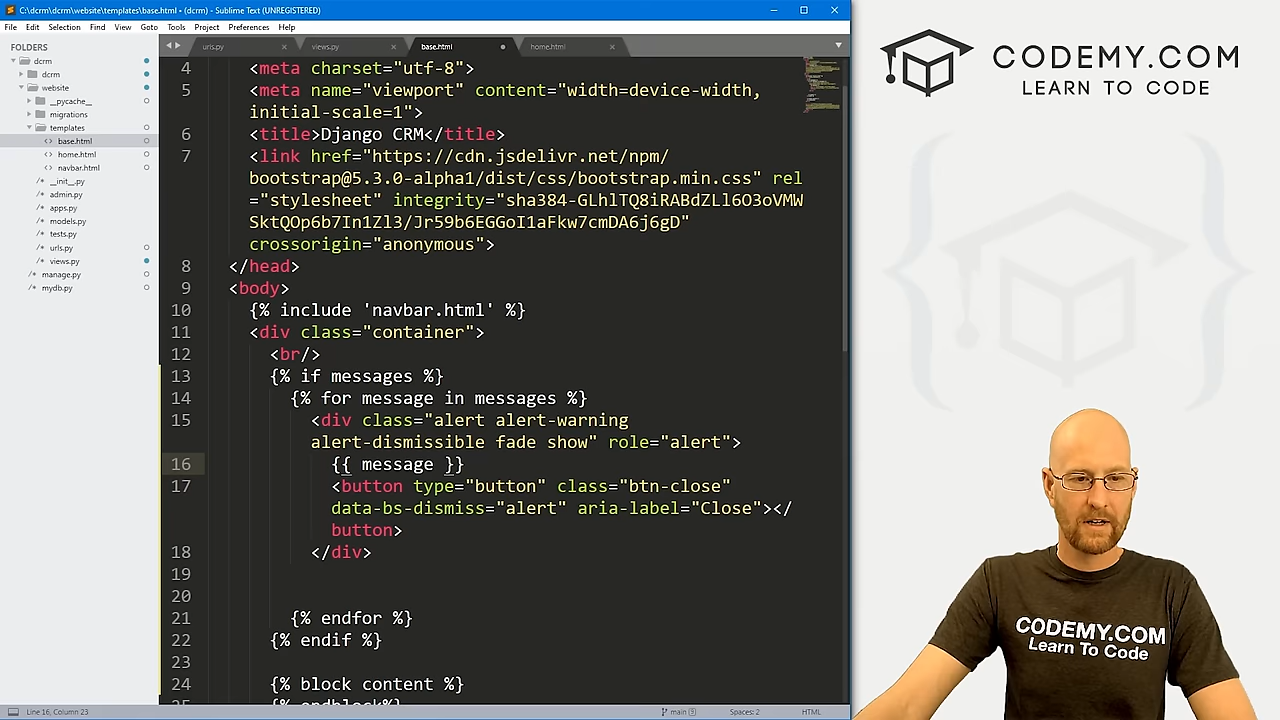 C:\dcrm\dcrm\website\templates\base.html • (dcrm) - Sublime Text (UNREGISTERED)
File Edit Selection Find View Goto Tools Project Preferences Help
FOLDERS
dcrm
dcrm
website
__pycache__
migrations
templates
base.html
home.html
navbar.html
__init__.py
admin.py
apps.py
models.py
tests.py
urls.py
views.py
manage.py
mydb.py
urls.py views.py base.html home.html
4 <meta charset="utf-8">
5 <meta name="viewport" content="width=device-width,
initial-scale=1">
6 <title>Django CRM</title>
7 <link href="https://cdn.jsdelivr.net/npm/
bootstrap@5.3.0-alpha1/dist/css/bootstrap.min.css" rel
="stylesheet" integrity="sha384-GLhlTQ8iRABdZLl6O3oVMW
SktQOp6b7In1Zl3/Jr59b6EGGoI1aFkw7cmDA6j6gD"
crossorigin="anonymous">
8 </head>
9 <body>
10 {% include 'navbar.html' %}
11 <div class="container">
12 <br/>
13 {% if messages %}
14 {% for message in messages %}
15 <div class="alert alert-warning
alert-dismissible fade show" role="alert">
16 {{ message }}
17 <button type="button" class="btn-close"
data-bs-dismiss="alert" aria-label="Close"></
button>
18 </div>
19
20
21 {% endfor %}
22 {% endif %}
23
24 {% block content %}
25 {% endblock%}
Line 16, Column 23 main 5 Spaces: 2 HTML
CODEMY.COM
LEARN TO CODE
CODEMY.COM
Learn To Code